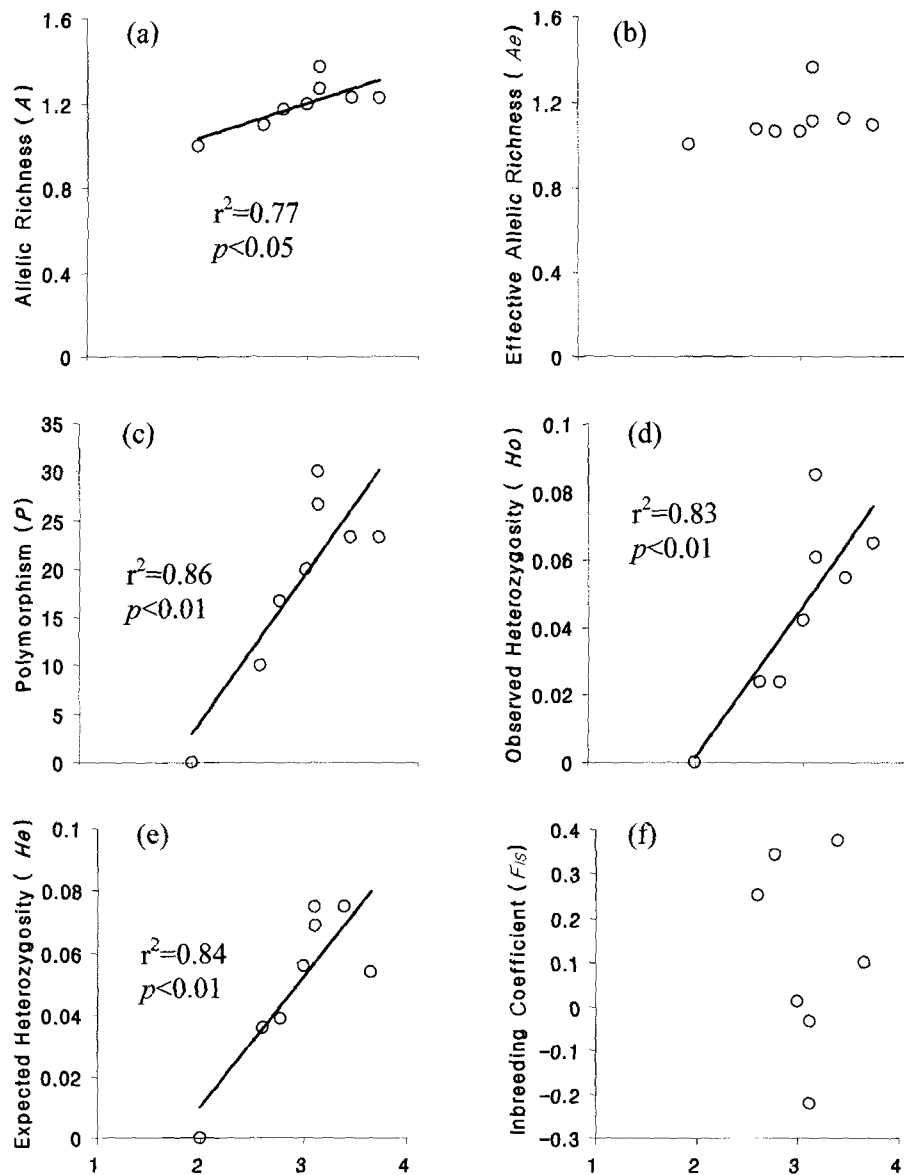 (a)
Allelic Richness (A)
1.6
1.2
0.8
0.4
0
r²=0.77
p<0.05
(b)
Effective Allelic Richness (Ae)
1.6
1.2
0.8
0.4
0
(c)
Polymorphism (P)
35
30
25
20
15
10
5
0
r²=0.86
p<0.01
(d)
Observed Heterozygosity (Ho)
0.1
0.08
0.06
0.04
0.02
0
r²=0.83
p<0.01
(e)
Expected Heterozygosity (He)
0.1
0.08
0.06
0.04
0.02
0
r²=0.84
p<0.01
1 2 3 4
(f)
Inbreeding Coefficient (FIS)
0.4
0.3
0.2
0.1
0
-0.1
-0.2
-0.3
1 2 3 4